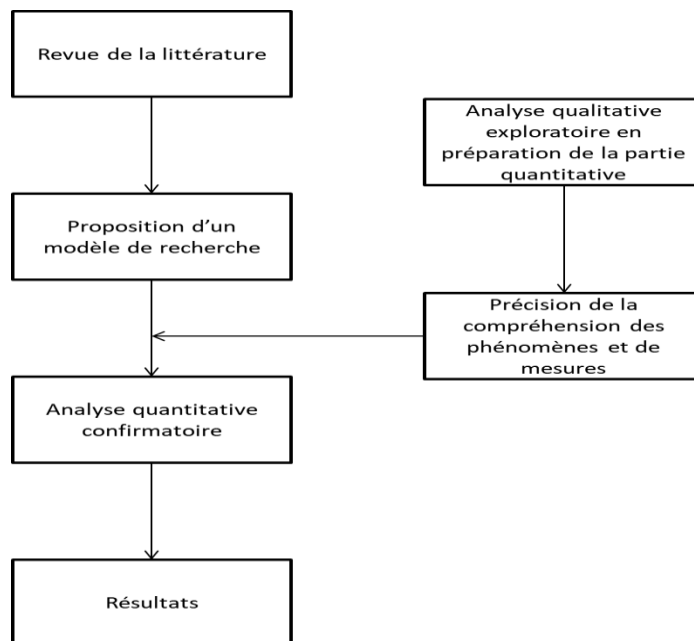 Revue de la littérature
Analyse qualitative
exploratoire en
préparation de la partie
quantitative
Proposition d'un
modèle de recherche
Précision de la
compréhension des
phénomènes et de
mesures
Analyse quantitative
confirmatoire
Résultats